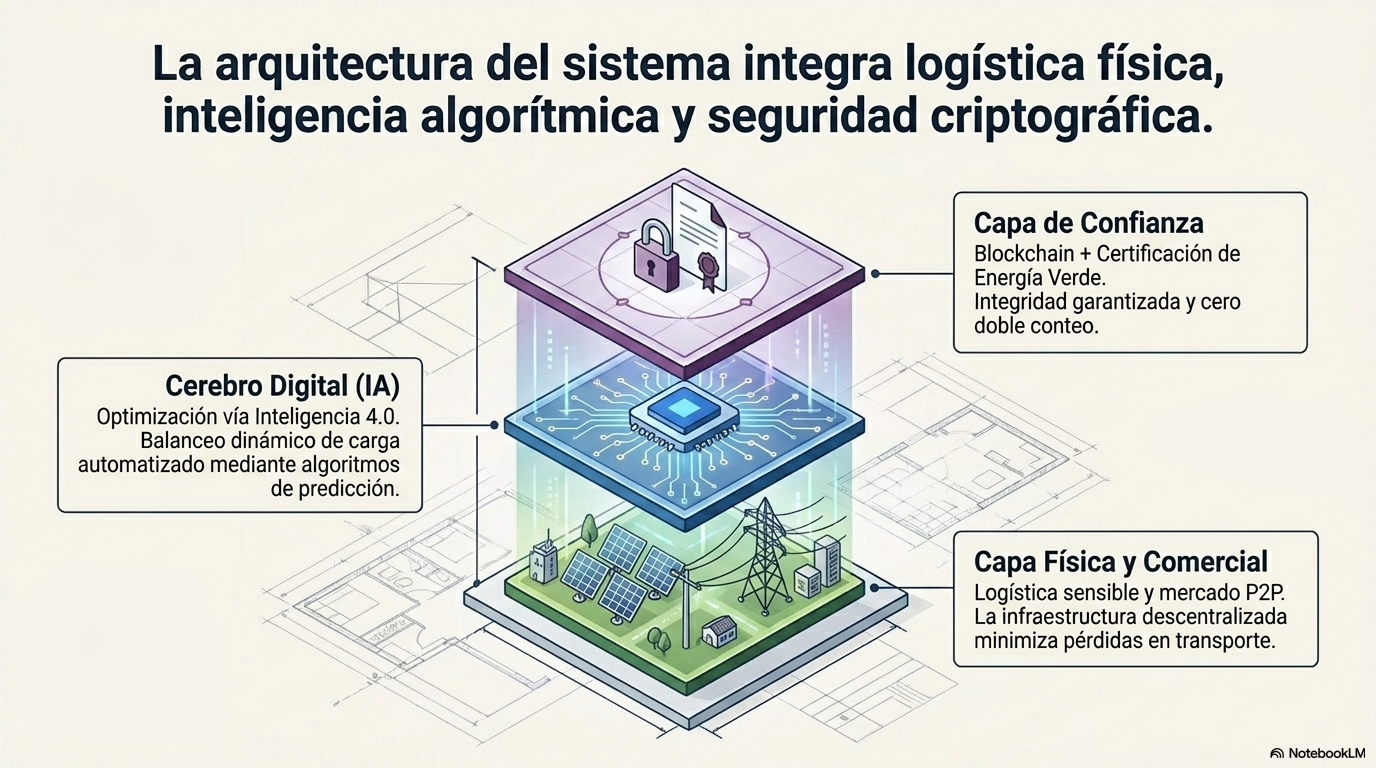 La arquitectura del sistema integra logística física,
inteligencia algorítmica y seguridad criptográfica.
Capa de Confianza
Blockchain + Certificación de
Energía Verde.
Integridad garantizada y cero
doble conteo.
Cerebro Digital (IA)
Optimización vía Inteligencia 4.0.
Balanceo dinámico de carga
automatizado mediante algoritmos
de predicción.
Capa Física y Comercial
Logística sensible y mercado P2P.
La infraestructura descentralizada
minimiza pérdidas en transporte.
NotebookLM